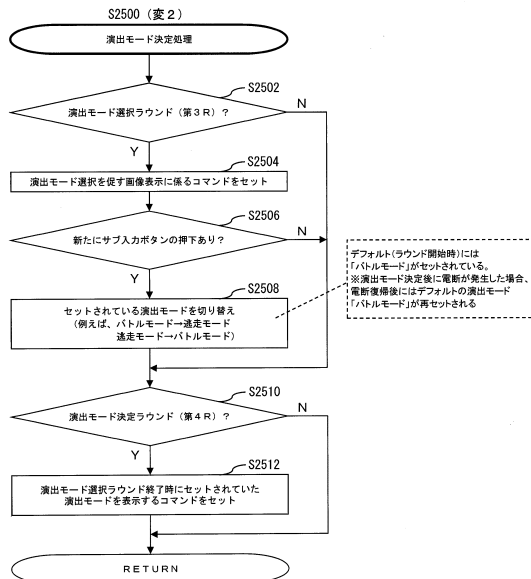 S2500（変２）
演出モード決定処理
S2502
演出モード選択ラウンド（第３Ｒ）？
N
Y
S2504
演出モード選択を促す画像表示に係るコマンドをセット
S2506
新たにサブ入力ボタンの押下あり？
N
Y
デフォルト（ラウンド開始時）には
「バトルモード」がセットされている。
※演出モード決定後に電断が発生した場合、
電断復帰後にはデフォルトの演出モード
「バトルモード」が再セットされる
S2508
セットされている演出モードを切り替え
（例えば、バトルモード→逃走モード
逃走モード→バトルモード）
S2510
演出モード決定ラウンド（第４Ｒ）？
N
Y
S2512
演出モード選択ラウンド終了時にセットされていた
演出モードを表示するコマンドをセット
ＲＥＴＵＲＮ